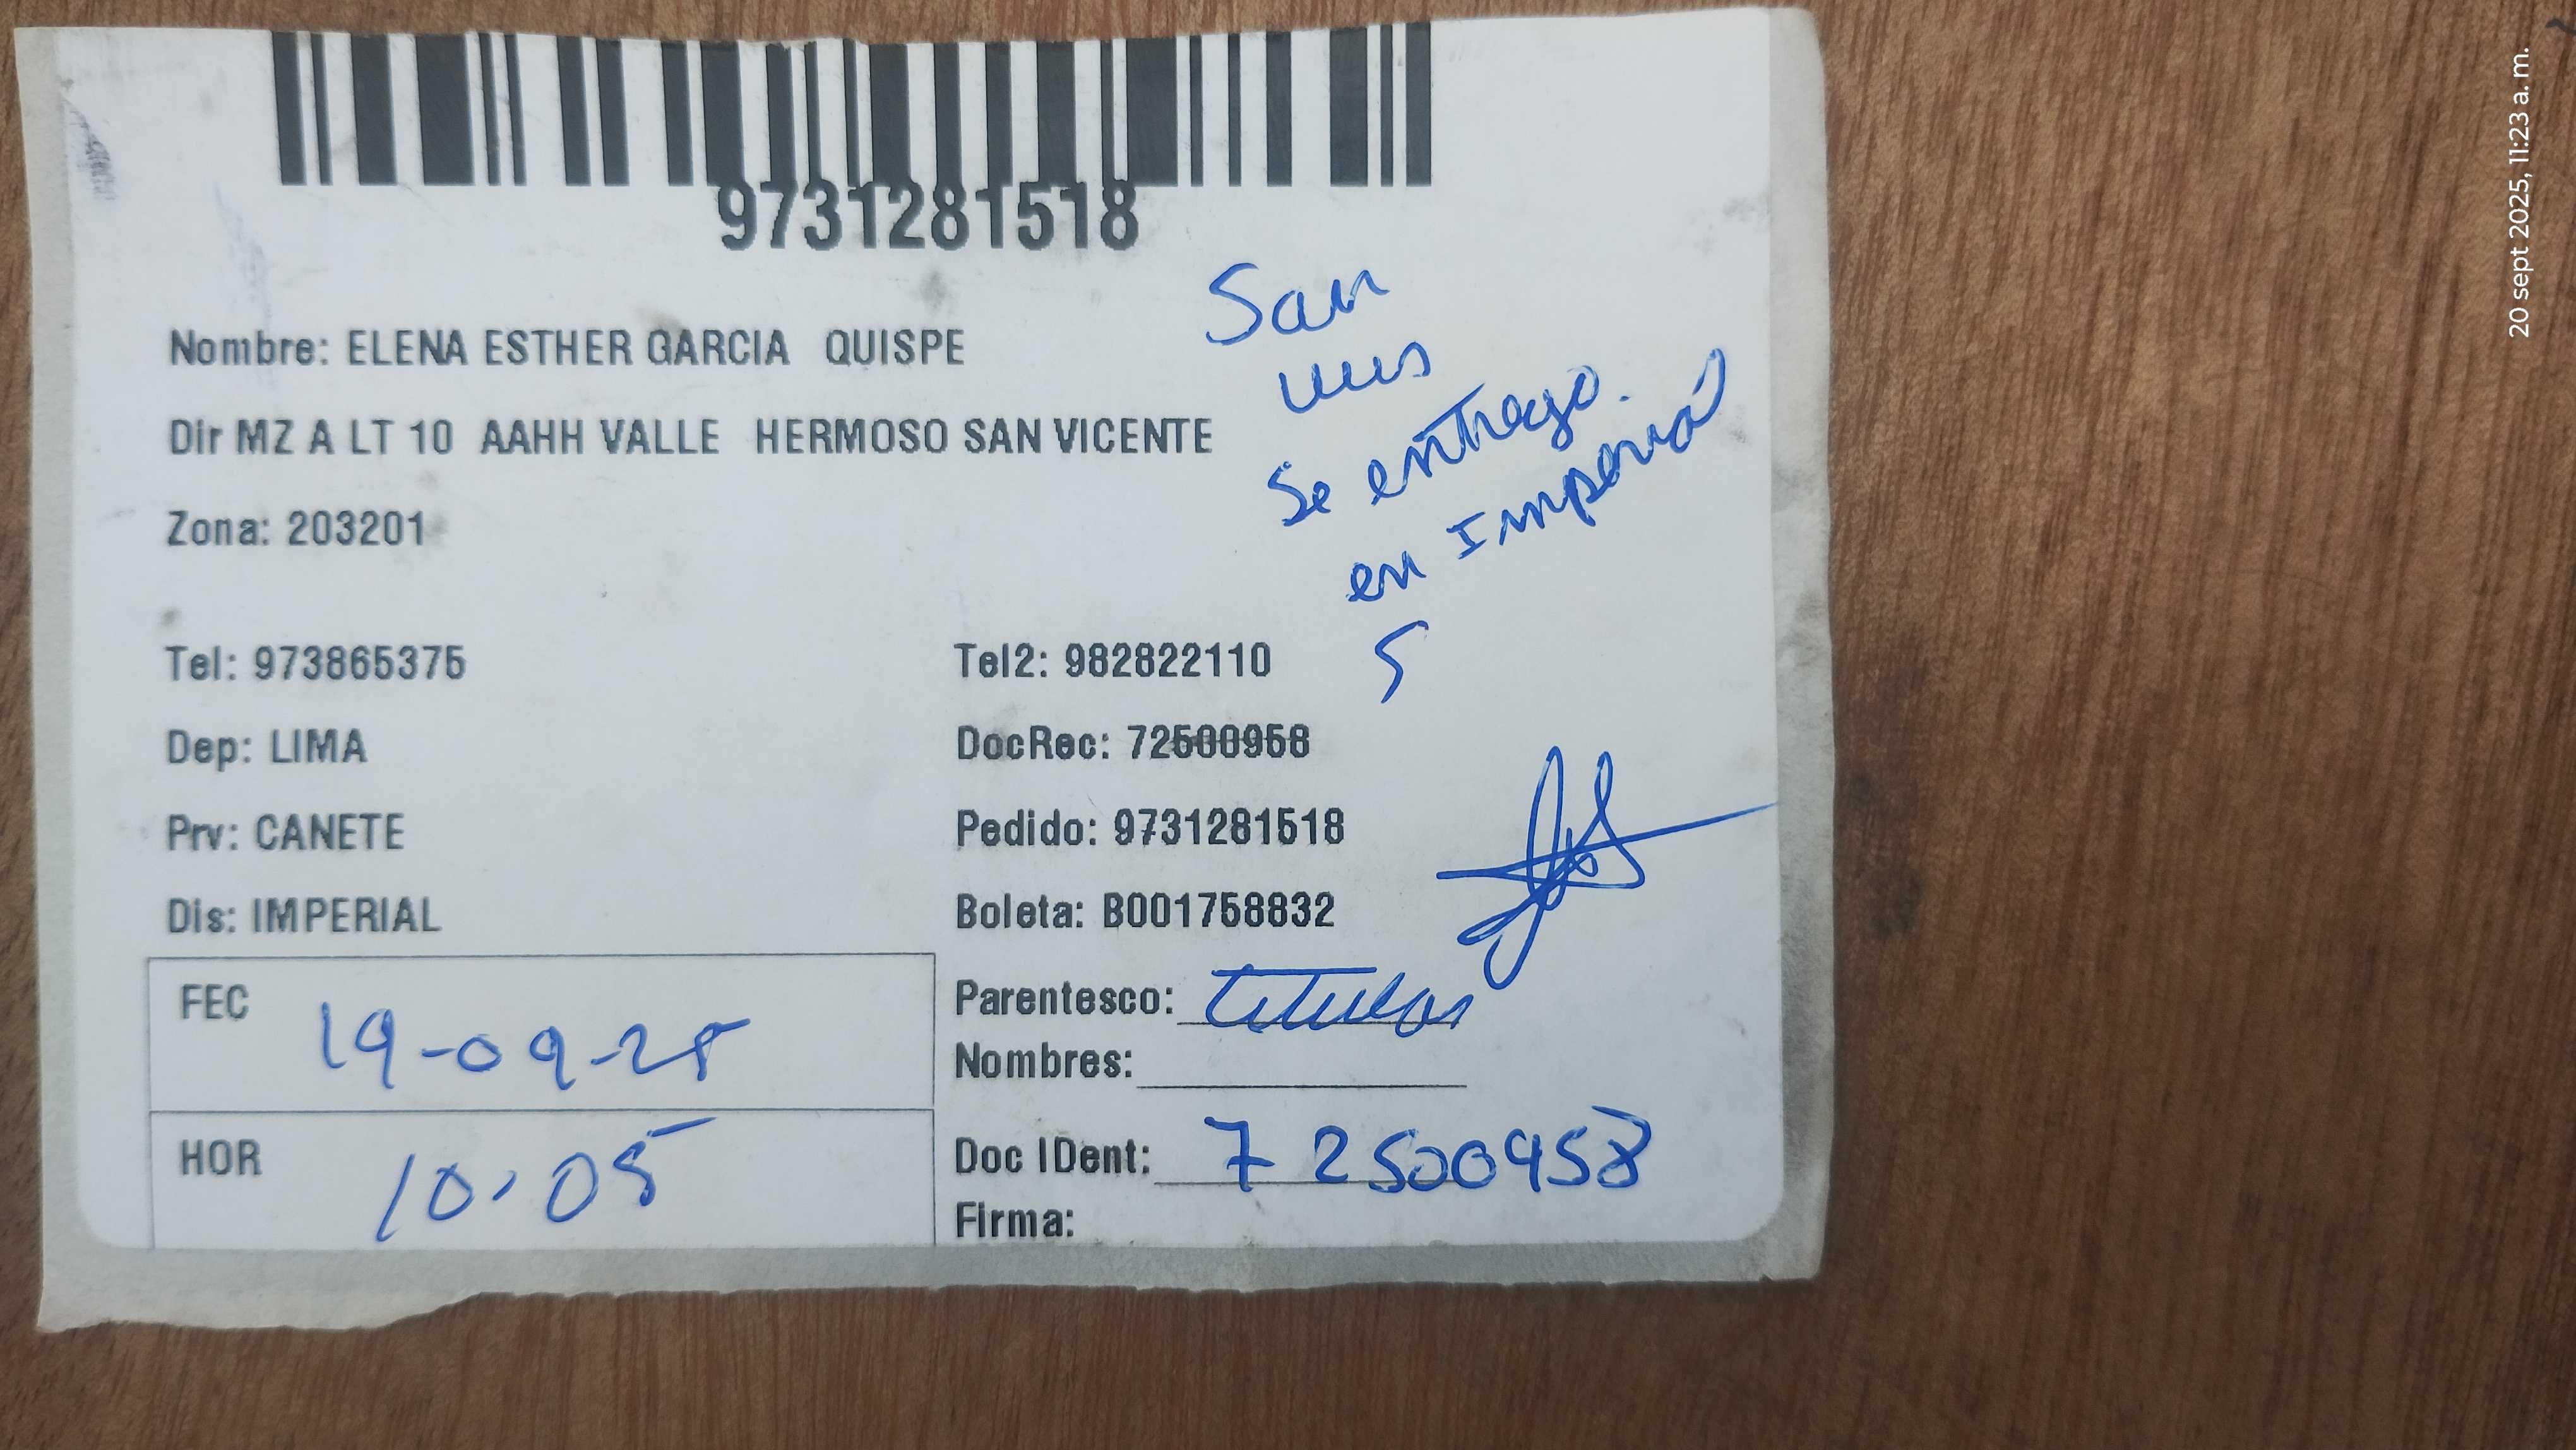 9731281518
San
Luis
Se entrego.
en Imperial
5
Nombre: ELENA ESTHER GARCIA QUISPE
Dir MZ A LT 10 AAHH VALLE HERMOSO SAN VICENTE
Zona: 203201
Tel: 973865375 Tel2: 982822110
Dep: LIMA DocRec: 72500958
Prv: CANETE Pedido: 9731281518
Dis: IMPERIAL Boleta: B001758832
FEC 19-09-25
HOR 10:05
Parentesco: titular
Nombres:
Doc IDent: 72500958
Firma:
20 sept 2025, 11:23 a. m.